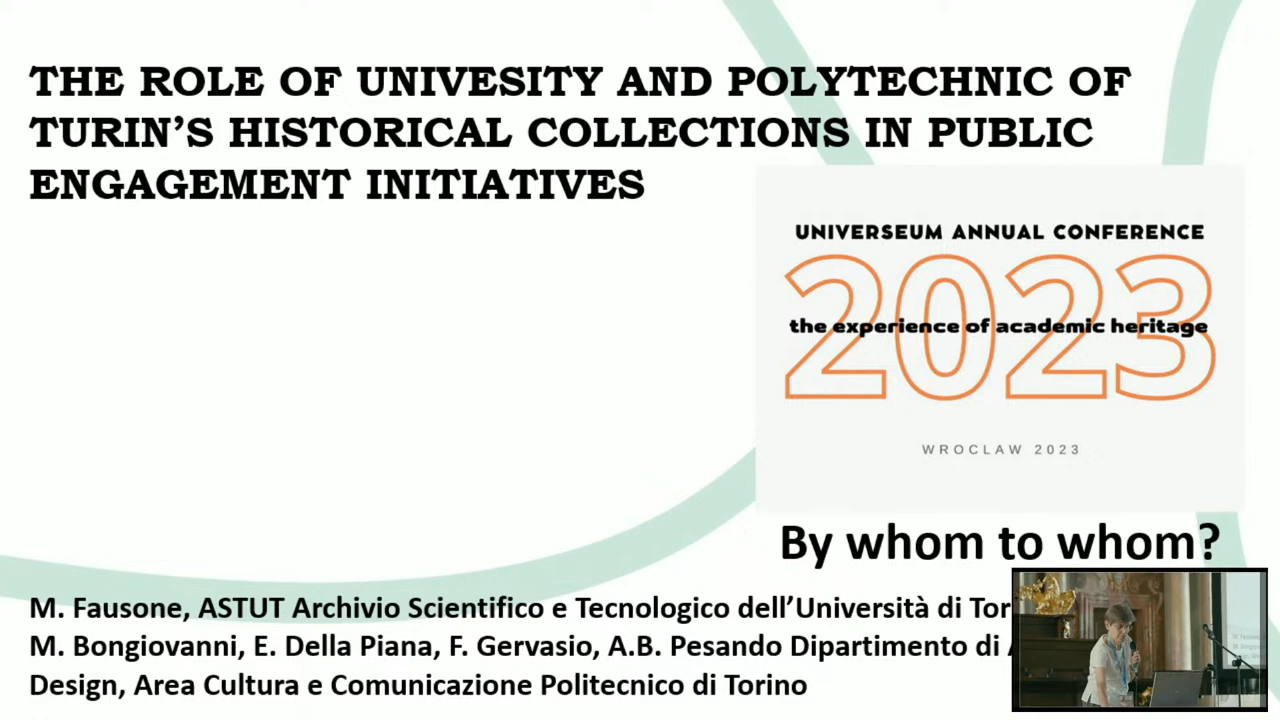 THE ROLE OF UNIVESITY AND POLYTECHNIC OF
TURIN'S HISTORICAL COLLECTIONS IN PUBLIC
ENGAGEMENT INITIATIVES
UNIVERSEUM ANNUAL CONFERENCE
2023
the experience of academic heritage
WROCLAW 2023
By whom to whom?
M. Fausone, ASTUT Archivio Scientifico e Tecnologico dell'Università di Tor
M. Bongiovanni, E. Della Piana, F. Gervasio, A.B. Pesando Dipartimento di
Design, Area Cultura e Comunicazione Politecnico di Torino